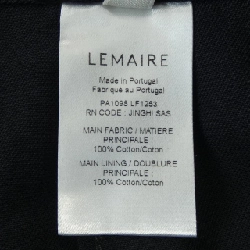 LEMAIRE
Made in Portugal
Fabriqué au Portugal
PA1095 LF1253
RN CODE : JINGHI SAS
MAIN FABRIC / MATIERE
PRINCIPALE :
100% Cotton/Coton
MAIN LINING / DOUBLURE
PRINCIPALE :
100% Cotton/Coton